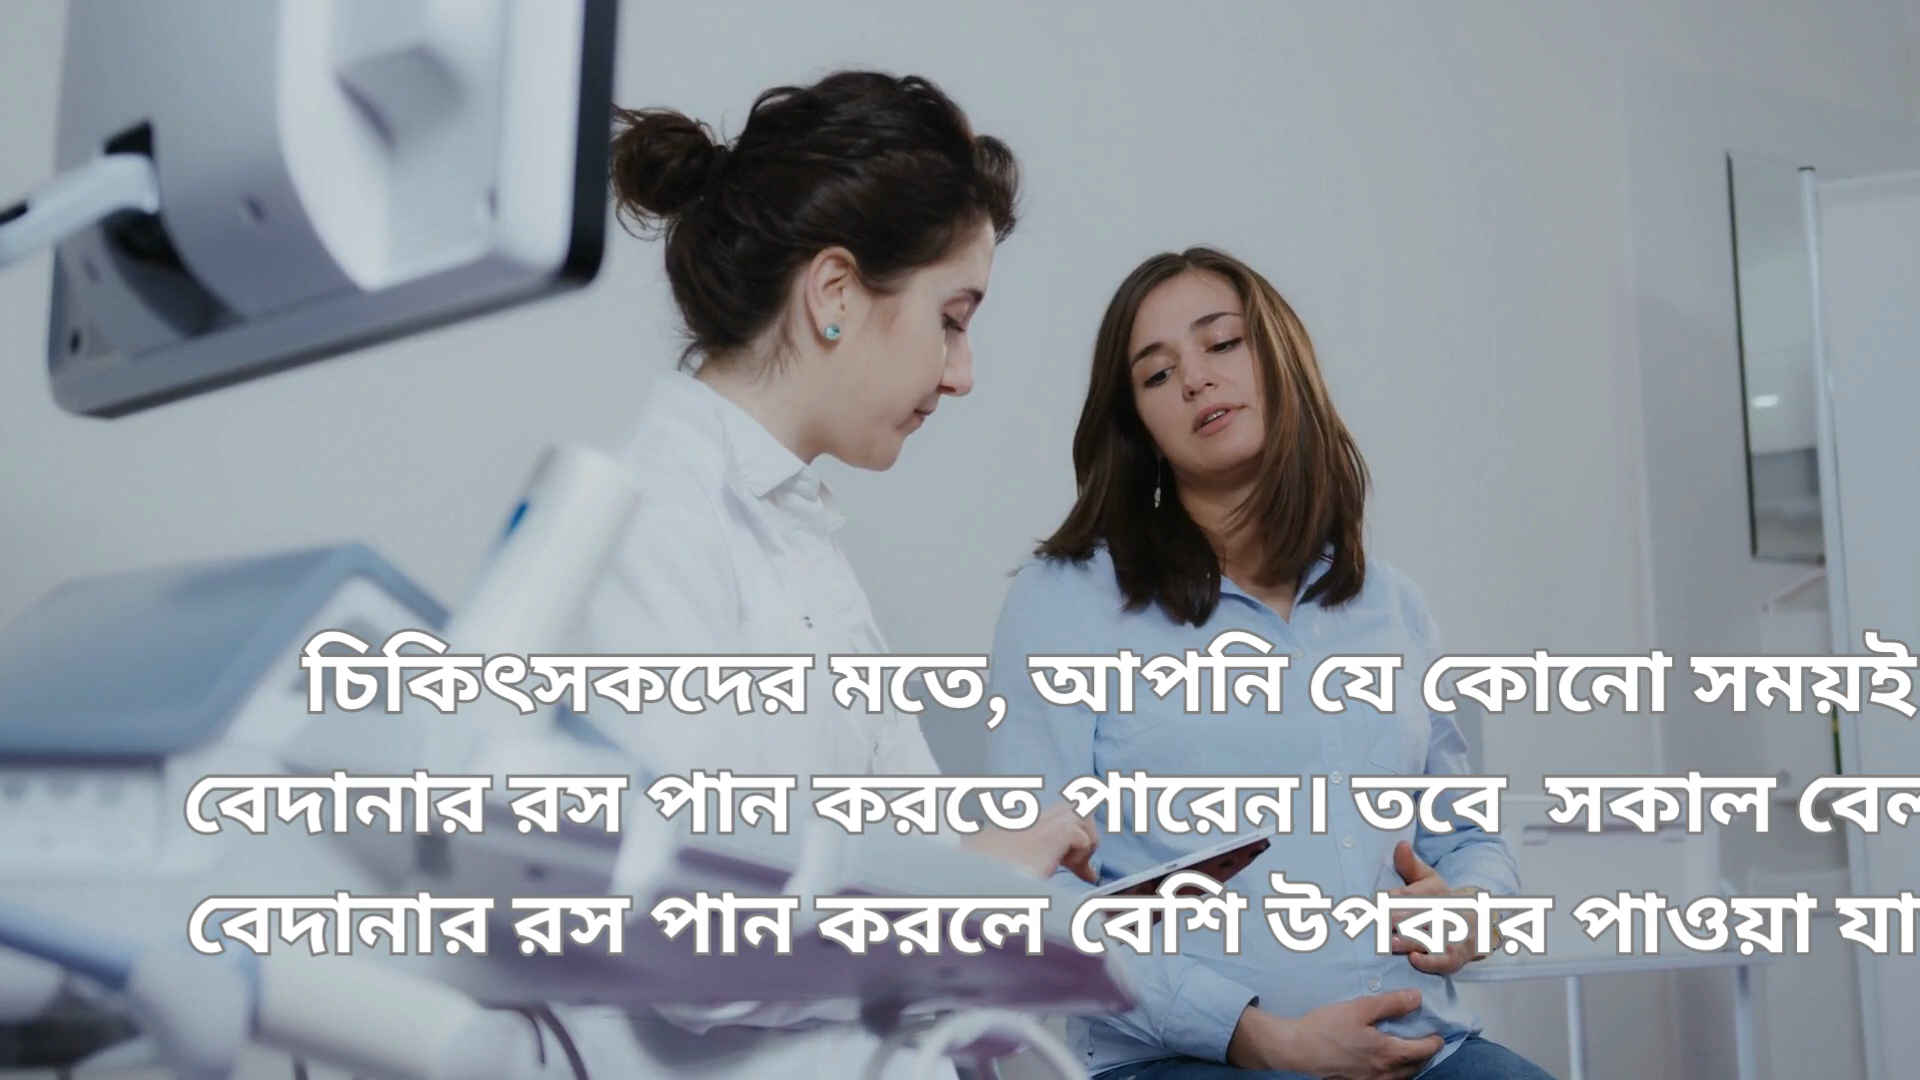 চিকিৎসকদের মতে, আপনি যে কোনো সময়ই
বেদানার রস পান করতে পারেন। তবে সকাল
বেদানার রস পান করলে বেশি উপকার পাওয়া